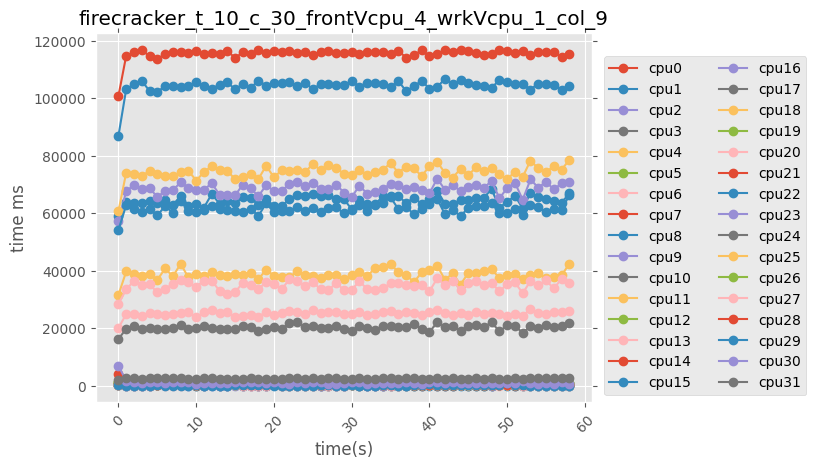 firecracker_t_10_c_30_frontVcpu_4_wrkVcpu_1_col_9
120000
100000
80000
60000
40000
20000
0
time ms
0 10 20 30 40 50 60
time(s)
cpu0
cpu1
cpu2
cpu3
cpu4
cpu5
cpu6
cpu7
cpu8
cpu9
cpu10
cpu11
cpu12
cpu13
cpu14
cpu15
cpu16
cpu17
cpu18
cpu19
cpu20
cpu21
cpu22
cpu23
cpu24
cpu25
cpu26
cpu27
cpu28
cpu29
cpu30
cpu31